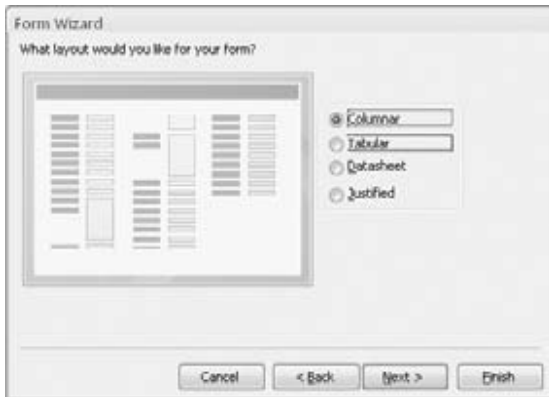 Form Wizard
What layout would you like for your form?
Columnar
Tabular
Datasheet
Justified
Cancel
< Back
Next >
Finish